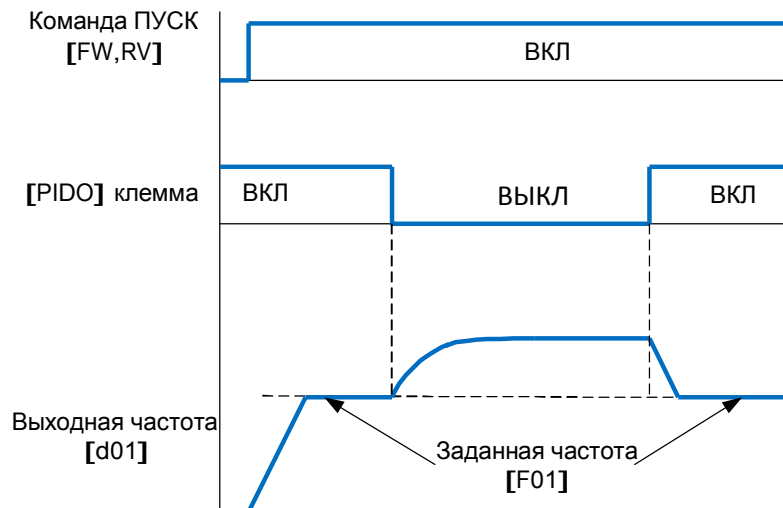 Команда ПУСК
[FW,RV]
ВКЛ
[PIDO] клемма
ВКЛ
ВЫКЛ
ВКЛ
Выходная частота
[d01]
Заданная частота
[F01]